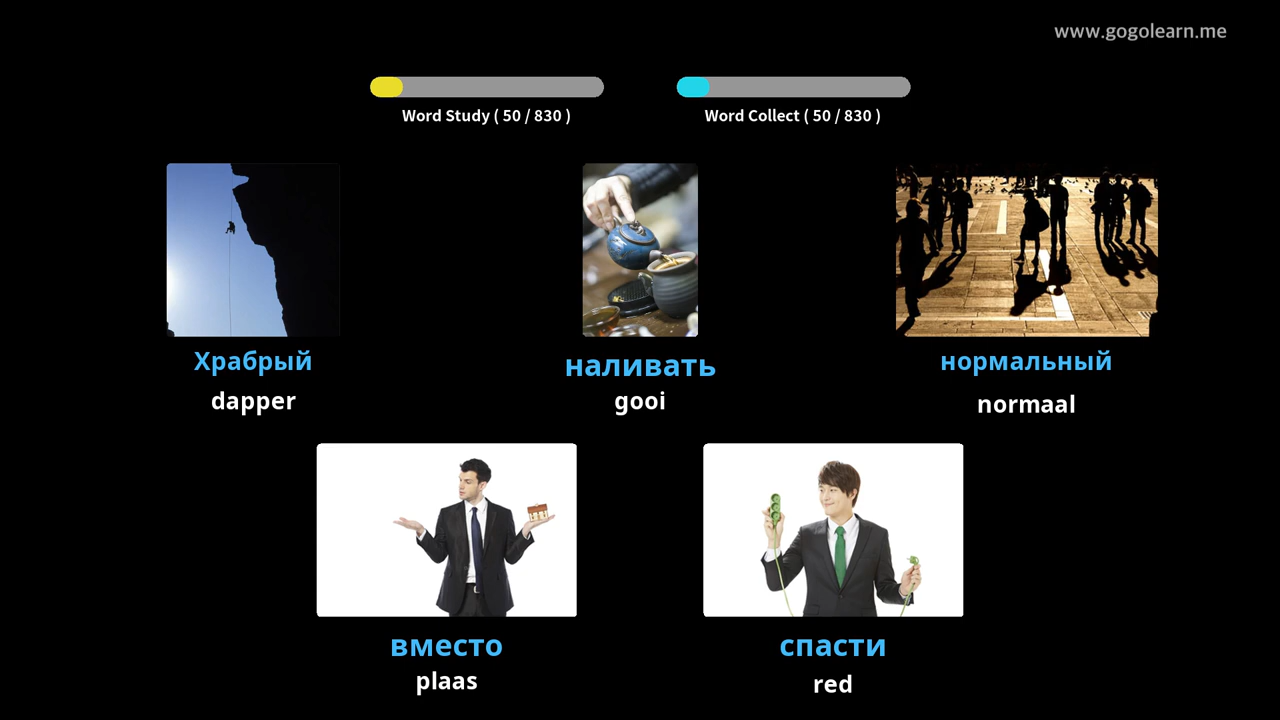 www.gogolearn.me
Word Study ( 50 / 830 )
Word Collect ( 50 / 830 )
Храбрый
dapper
наливать
gooi
нормальный
normaal
вместо
plaas
спасти
red